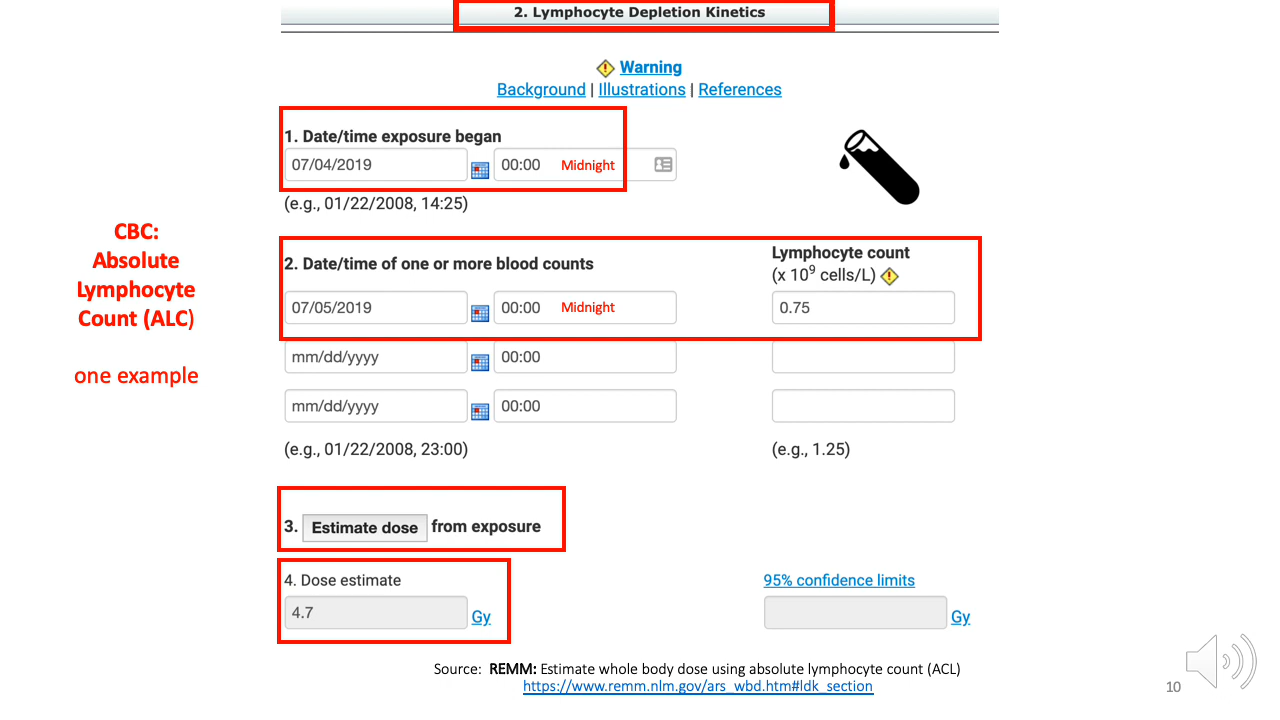 2. Lymphocyte Depletion Kinetics
Warning
Background | Illustrations | References
1. Date/time exposure began
07/04/2019 00:00 Midnight
(e.g., 01/22/2008, 14:25)
CBC:
Absolute
Lymphocyte
Count (ALC)
one example
2. Date/time of one or more blood counts
Lymphocyte count
(x 10⁹ cells/L)
07/05/2019 00:00 Midnight 0.75
mm/dd/yyyy 00:00
mm/dd/yyyy 00:00
(e.g., 01/22/2008, 23:00) (e.g., 1.25)
3. Estimate dose from exposure
4. Dose estimate 95% confidence limits
4.7 Gy Gy
Source: REMM: Estimate whole body dose using absolute lymphocyte count (ACL)
https://www.remm.nlm.gov/ars_wbd.htm#ldk_section
10